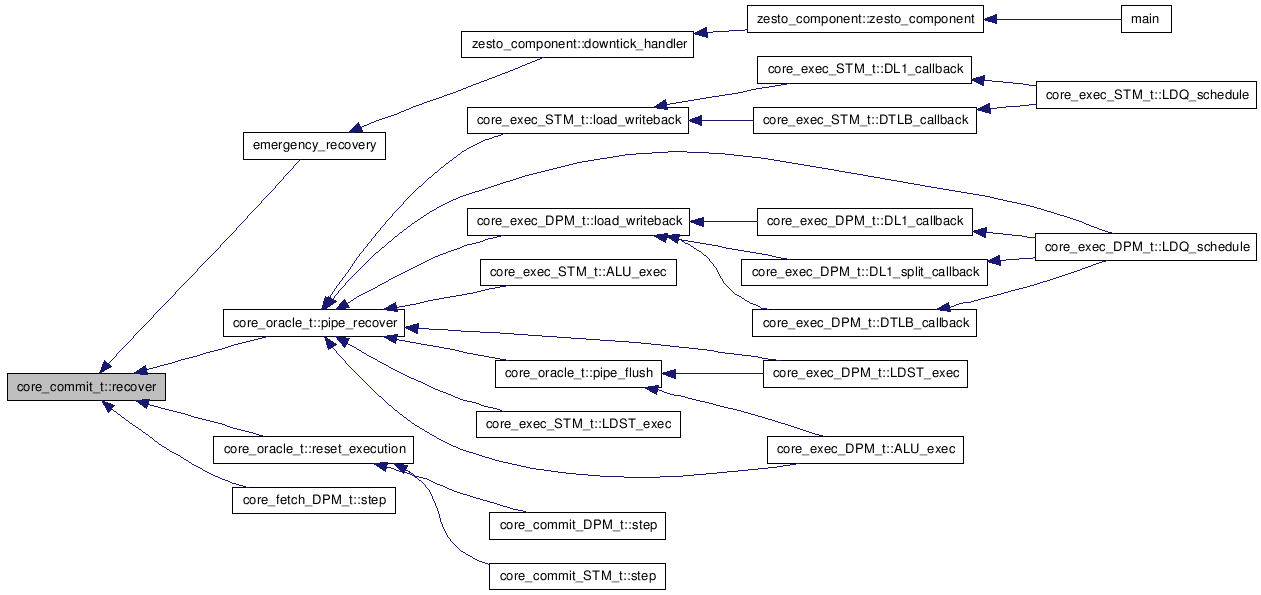 zesto_component::zesto_component
main
zesto_component::downtick_handler
core_exec_STM_t::DL1_callback
core_exec_STM_t::LDQ_schedule
core_exec_STM_t::load_writeback
core_exec_STM_t::DTLB_callback
emergency_recovery
core_exec_DPM_t::load_writeback
core_exec_DPM_t::DL1_callback
core_exec_DPM_t::LDQ_schedule
core_exec_STM_t::ALU_exec
core_exec_DPM_t::DL1_split_callback
core_oracle_t::pipe_recover
core_exec_DPM_t::DTLB_callback
core_oracle_t::pipe_flush
core_exec_DPM_t::LDST_exec
core_commit_t::recover
core_exec_STM_t::LDST_exec
core_oracle_t::reset_execution
core_exec_DPM_t::ALU_exec
core_fetch_DPM_t::step
core_commit_DPM_t::step
core_commit_STM_t::step